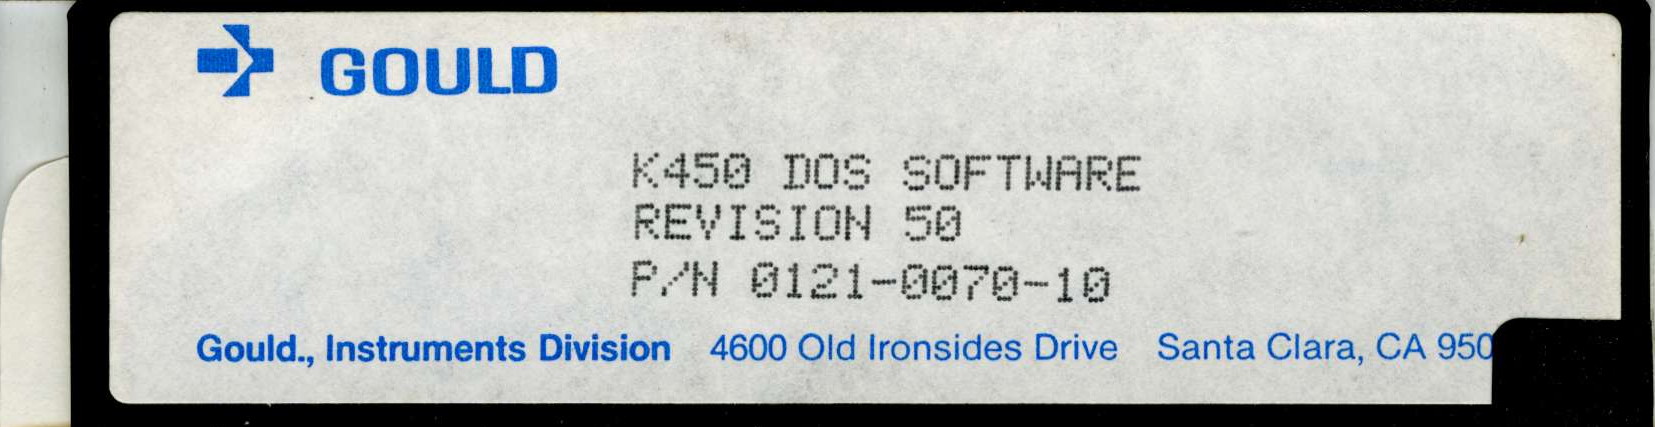 GOULD
K450 DOS SOFTWARE
REVISION 50
P/N 0121-0070-10
Gould., Instruments Division 4600 Old Ironsides Drive Santa Clara, CA 950